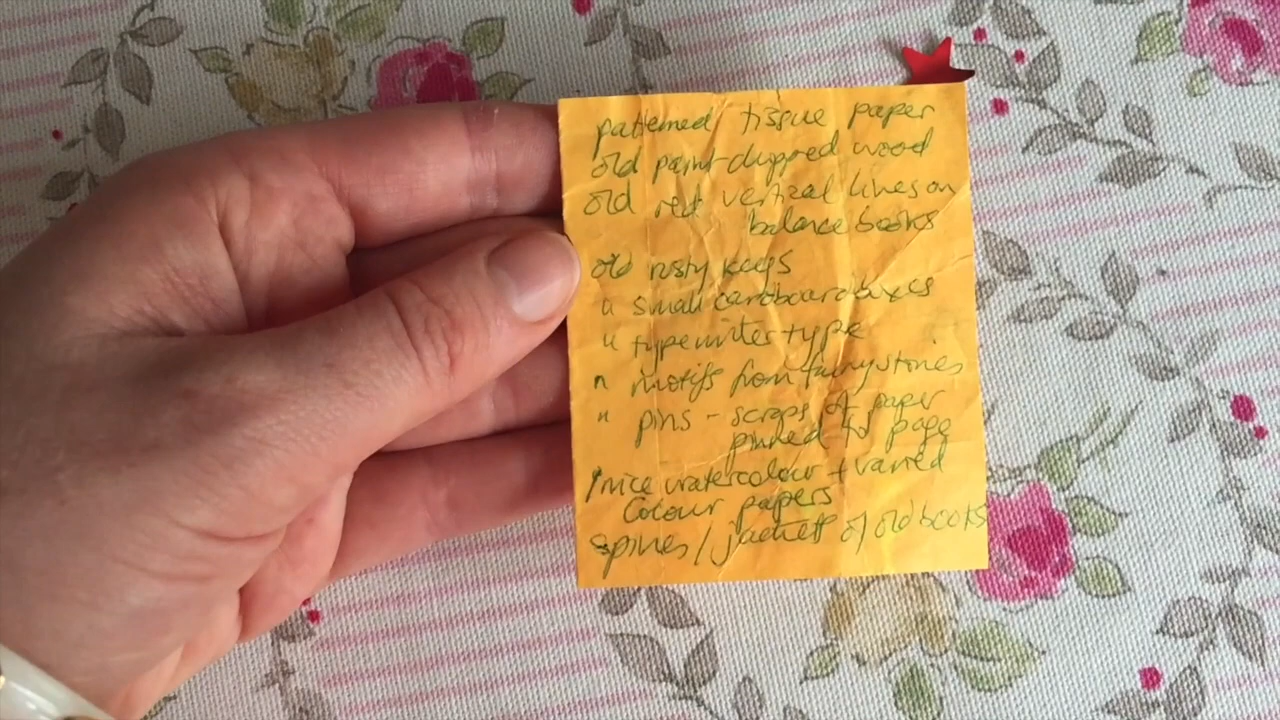 patterned tissue paper
old paint-dripped wood
old red vertical lines on
balance books
old rusty keys
" small cardboard boxes
" typewriter type
" motifs from fairy stories
" pins - scraps of paper
pinned to page
nice watercolour + varied
colour papers
spines / jackets of old books